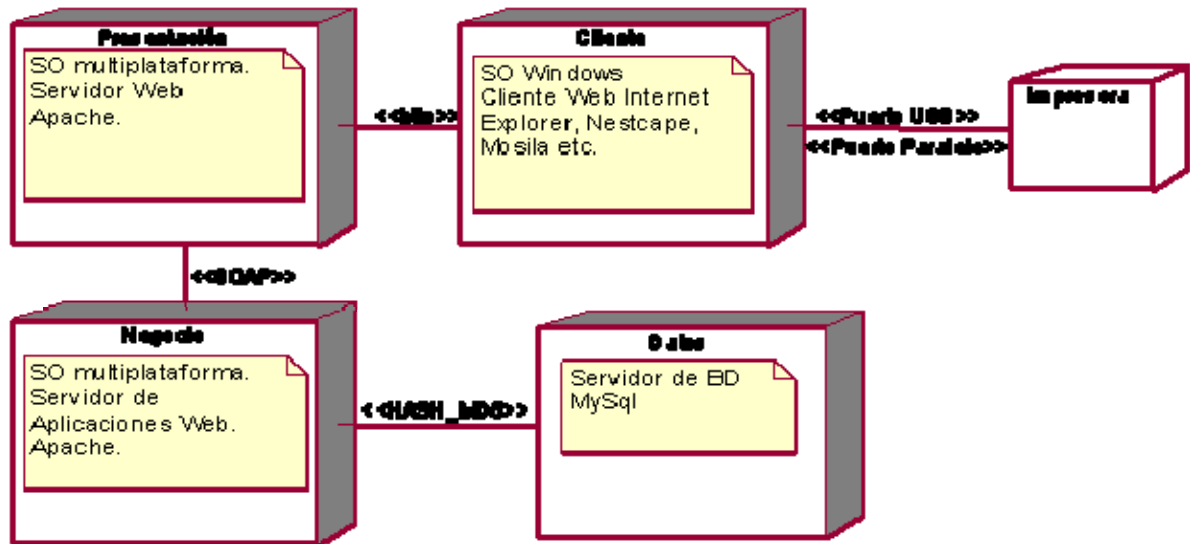 Presentación
SO multiplataforma.
Servidor Web
Apache.
Cliente
SO Windows
Cliente Web Internet
Explorer, Nestcape,
Mosila etc.
<<Puerto USB>>
<<Puerto Paralelo>>
Impresora
<<SOAP>>
Negocio
SO multiplataforma.
Servidor de
Aplicaciones Web.
Apache.
<<HASH_MD5>>
Datos
Servidor de BD
MySql